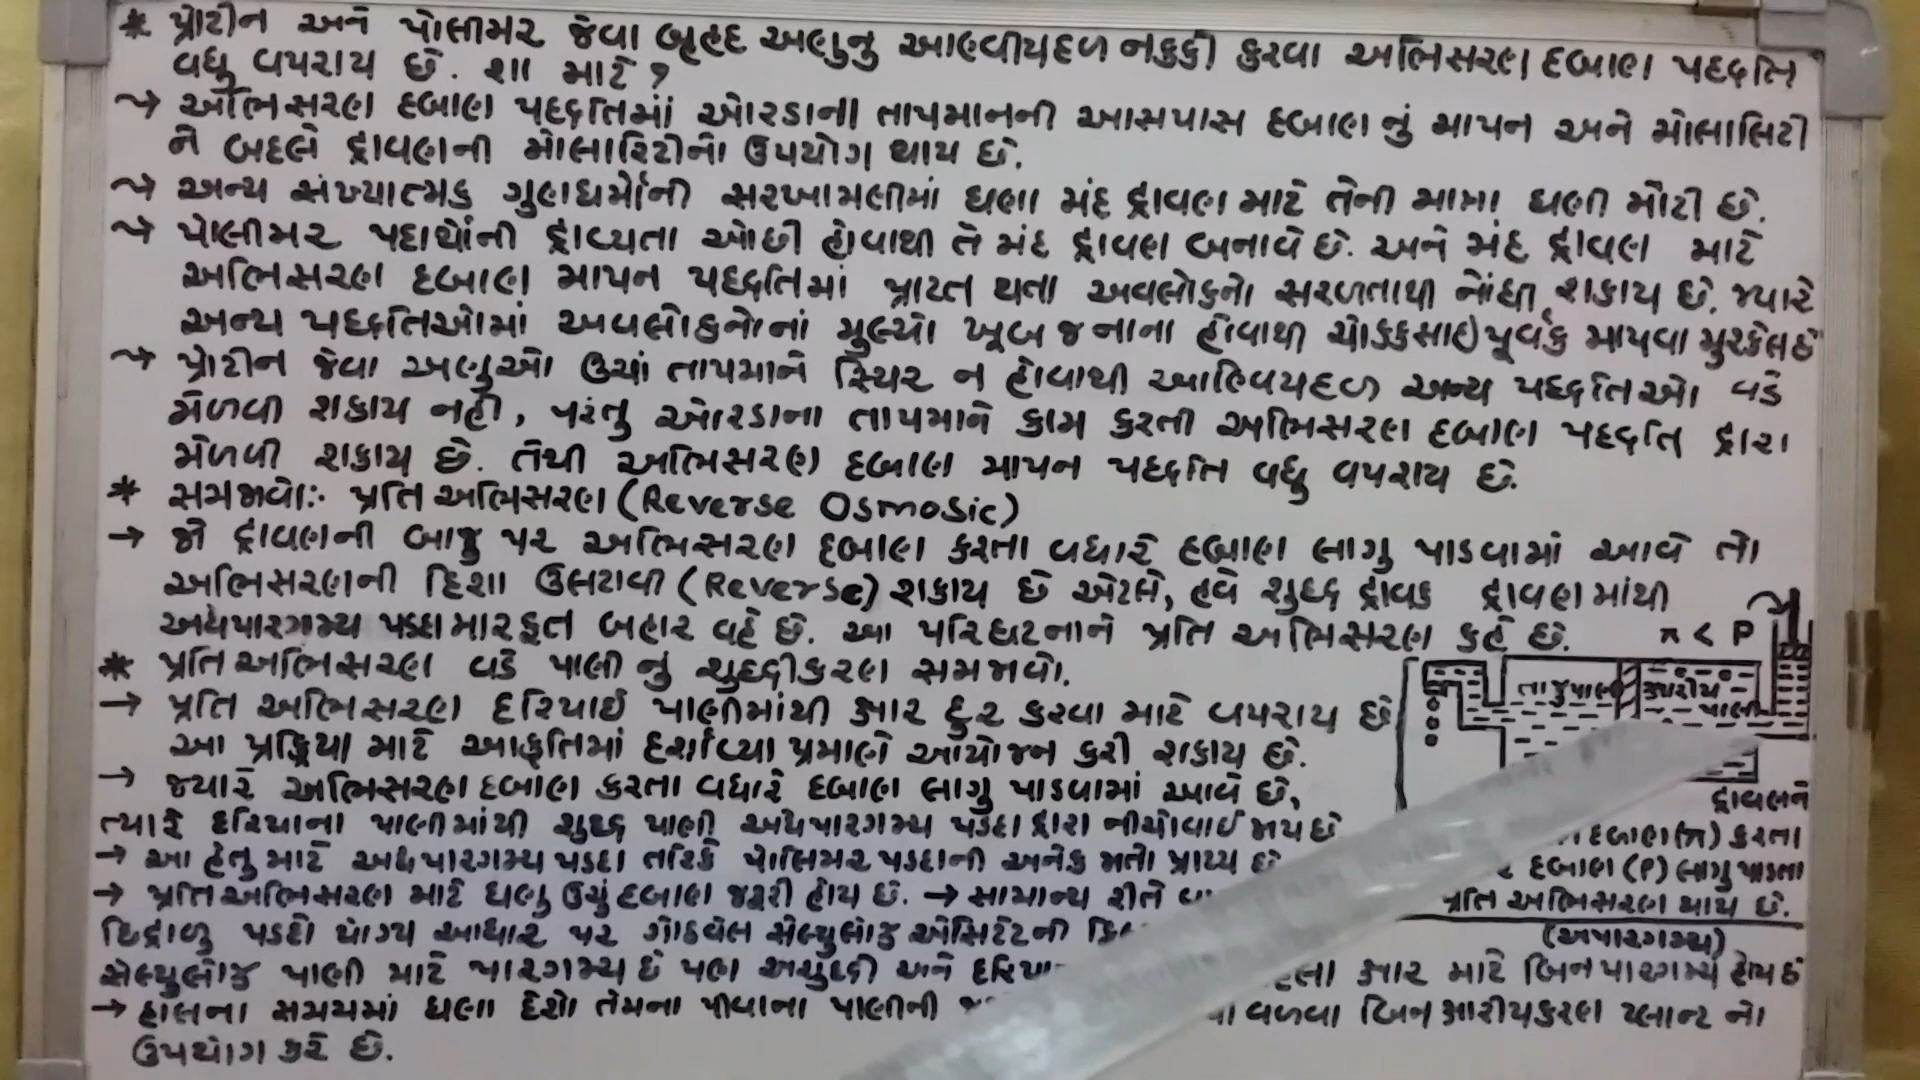 * પ્રોટીન અને પોલીમર જેવા બૃહદ અણુનુ આણ્વીયદળ નકકી કરવા અભિસરણ દબાણ પદ્ધતિ
વધુ વપરાય છે. શા માટે ?
~> અભિસરણ દબાણ પદ્ધતિમાં ઓરડાના તાપમાનની આસપાસ દબાણ નું માપન અને મોલાલિટી
ને બદલે દ્રાવણની મોલારિટીનો ઉપયોગ થાય છે.
~> અન્ય સંખ્યાત્મક ગુણધર્મોની સરખામણીમાં ઘણા મંદ દ્રાવણ માટે તેની માત્રા ઘણી મોટી છે.
~> પોલીમર પદાર્થોની દ્રાવ્યતા ઓછી હોવાથી તે મંદ દ્રાવણ બનાવે છે. અને મંદ દ્રાવણ માટે
અભિસરણ દબાણ માપન પદ્ધતિમાં પ્રાપ્ત થતા અવલોકનો સરળતાથી નોંધી શકાય છે. જ્યારે
અન્ય પદ્ધતિઓમાં અવલોકનોનાં મુલ્યો ખૂબ જ નાના હોવાથી ચોકકસાઇ પૂર્વક માપવા મુશ્કેલ છે
~> પ્રોટીન જેવા અણુઓ ઉંચાં તાપમાને સ્થિર ન હોવાથી આણ્વિયદળ અન્ય પદ્ધતિઓ વડે
મેળવી શકાય નહી, પરંતુ ઓરડાના તાપમાને કામ કરતી અભિસરણ દબાણ પદ્ધતિ દ્વારા
મેળવી શકાય છે. તેથી અભિસરણ દબાણ માપન પદ્ધતિ વધુ વપરાય છે.
* સમજાવો:- પ્રતિ અભિસરણ (Reverse Osmosic)
→ જો દ્રાવણની બાજુ પર અભિસરણ દબાણ કરતા વધારે દબાણ લાગુ પાડવામાં આવે તો
અભિસરણની દિશા ઉલટાવી (Reverse) શકાય છે એટલે, હવે શુદ્ધ દ્રાવક દ્રાવણ માંથી
અર્ધપારગમ્ય પડદા મારફત બહાર વહે છે. આ પરિઘટનાને પ્રતિ અભિસરણ કહે છે.
π < P
* પ્રતિ અભિસરણ વડે પાણી નું શુદ્ધીકરણ સમજાવો.
તાજુ પાણી ક્ષારીય પાણી
→ પ્રતિ અભિસરણ દરિયાઈ પાણીમાંથી ક્ષાર દુર કરવા માટે વપરાય છે
આ પ્રક્રિયા માટે આકૃતિમાં દર્શાવ્યા પ્રમાણે આયોજન કરી શકાય છે.
→ જ્યારે અભિસરણ દબાણ કરતા વધારે દબાણ લાગુ પાડવામાં આવે છે,
દ્રાવણને
ત્યારે દરિયાના પાણીમાંથી શુદ્ધ પાણી અર્ધપારગમ્ય પડદા દ્વારા નીચોવાઈ જાય છે
દબાણ (π) કરતા
→ આ હેતુ માટે અર્ધપારગમ્ય પડદા તરિકે પોલિમર પડદાની અનેક જાતો પ્રાપ્ય છે
દબાણ (P) લાગુ પાડતા
→ પ્રતિ અભિસરણ માટે ઘણુ ઉંચું દબાણ જરૂરી હોય છે. → સામાન્ય રીતે
પ્રતિ અભિસરણ થાય છે.
છિદ્રાળુ પડદો યોગ્ય આધાર પર ગોઠવેલ સેલ્યુલોઝ એસિટેટની
(અપારગમ્ય)
સેલ્યુલોઝ પાણી માટે પારગમ્ય છે પણ અશુદ્ધી અને ક્ષાર માટે બિન પારગમ્ય હોય છે
→ હાલના સમયમાં ઘણા દેશો તેમના પીવાના પાણીની વળવા બિન ક્ષારીયકરણ પ્લાન્ટ નો
ઉપયોગ કરે છે.